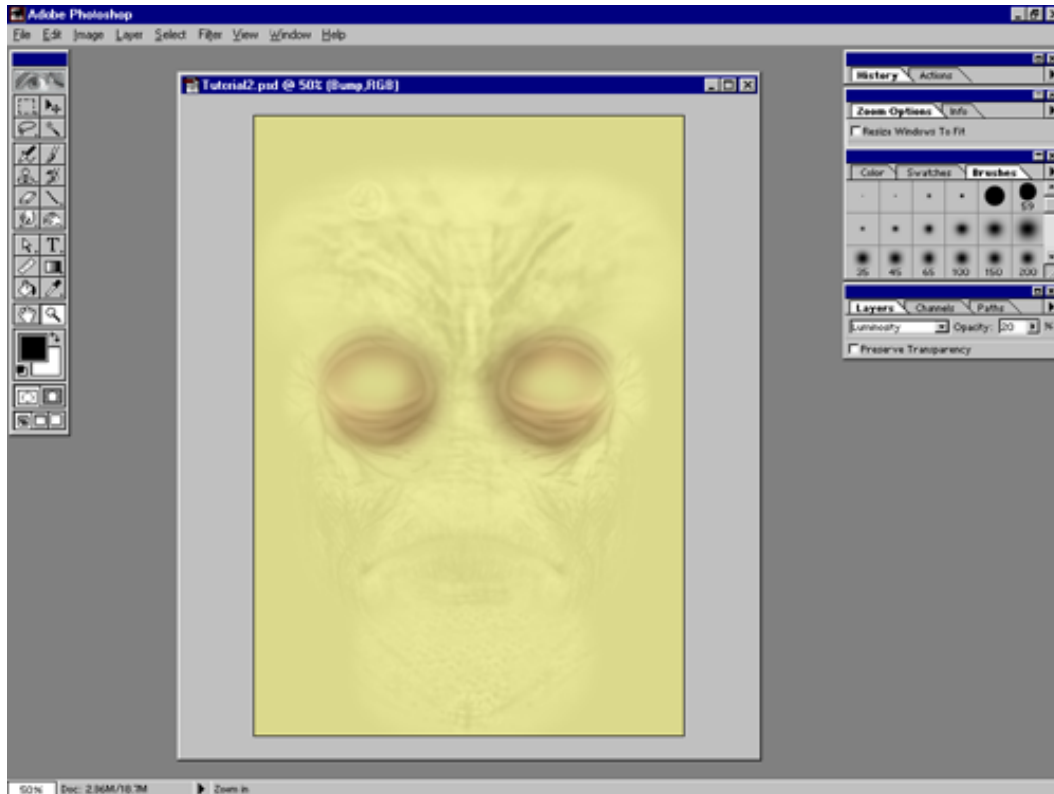 Adobe Photoshop
File Edit Image Layer Select Filter View Window Help
Tutorial2.psd @ 50% (Bump,RGB)
History Actions
Zoom Options Info
Resize Windows To Fit
Color Swatches Brushes
59
35 45 65 100 150 200
Layers Channels Paths
Luminosity Opacity: 20 %
Preserve Transparency
T
50% Doc: 2.96M/18.7M Zoom in